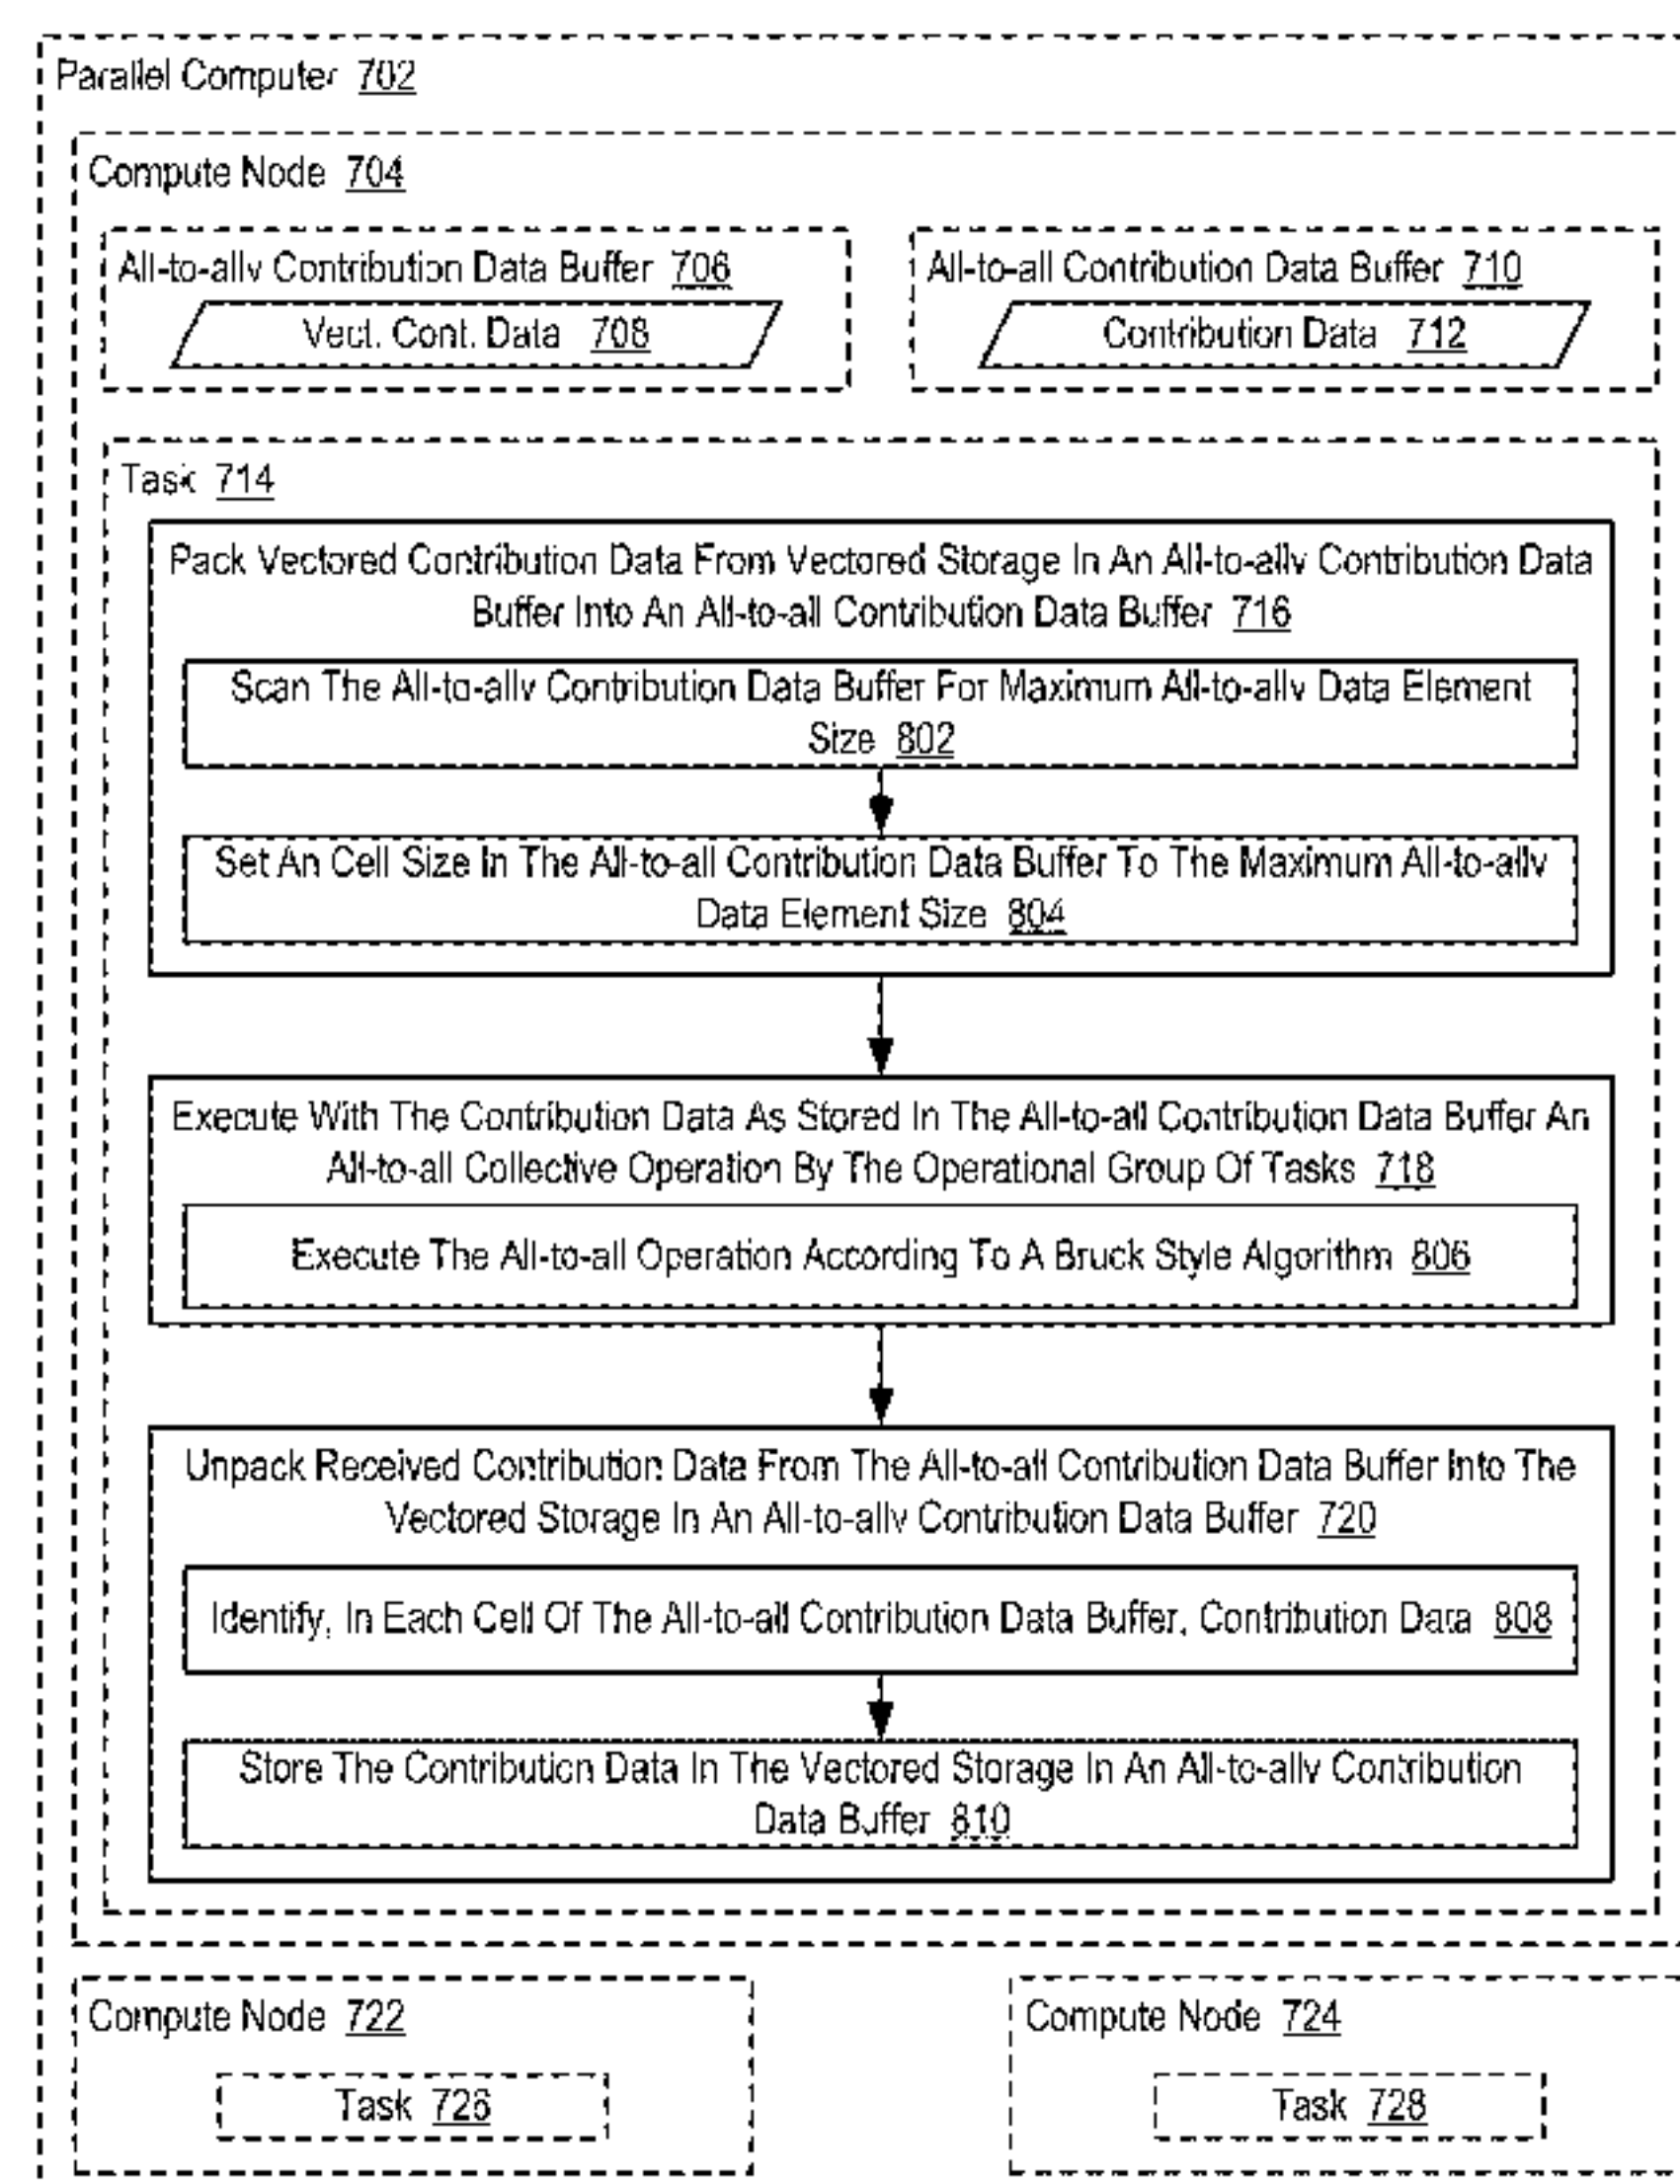 Parallel Computer 702
Compute Node 704
All-to-allv Contribution Data Buffer 706
Vect. Cont. Data 708
All-to-all Contribution Data Buffer 710
Contribution Data 712
Task 714
Pack Vectored Contribution Data From Vectored Storage In An All-to-allv Contribution Data
Buffer Into An All-to-all Contribution Data Buffer 716
Scan The All-to-allv Contribution Data Buffer For Maximum All-to-allv Data Element
Size 802
Set An Cell Size In The All-to-all Contribution Data Buffer To The Maximum All-to-allv
Data Element Size 804
Execute With The Contribution Data As Stored In The All-to-all Contribution Data Buffer An
All-to-all Collective Operation By The Operational Group Of Tasks 718
Execute The All-to-all Operation According To A Bruck Style Algorithm 806
Unpack Received Contribution Data From The All-to-all Contribution Data Buffer Into The
Vectored Storage In An All-to-allv Contribution Data Buffer 720
Identify, In Each Cell Of The All-to-all Contribution Data Buffer, Contribution Data 808
Store The Contribution Data In The Vectored Storage In An All-to-allv Contribution
Data Buffer 810
Compute Node 722
Task 726
Compute Node 724
Task 728